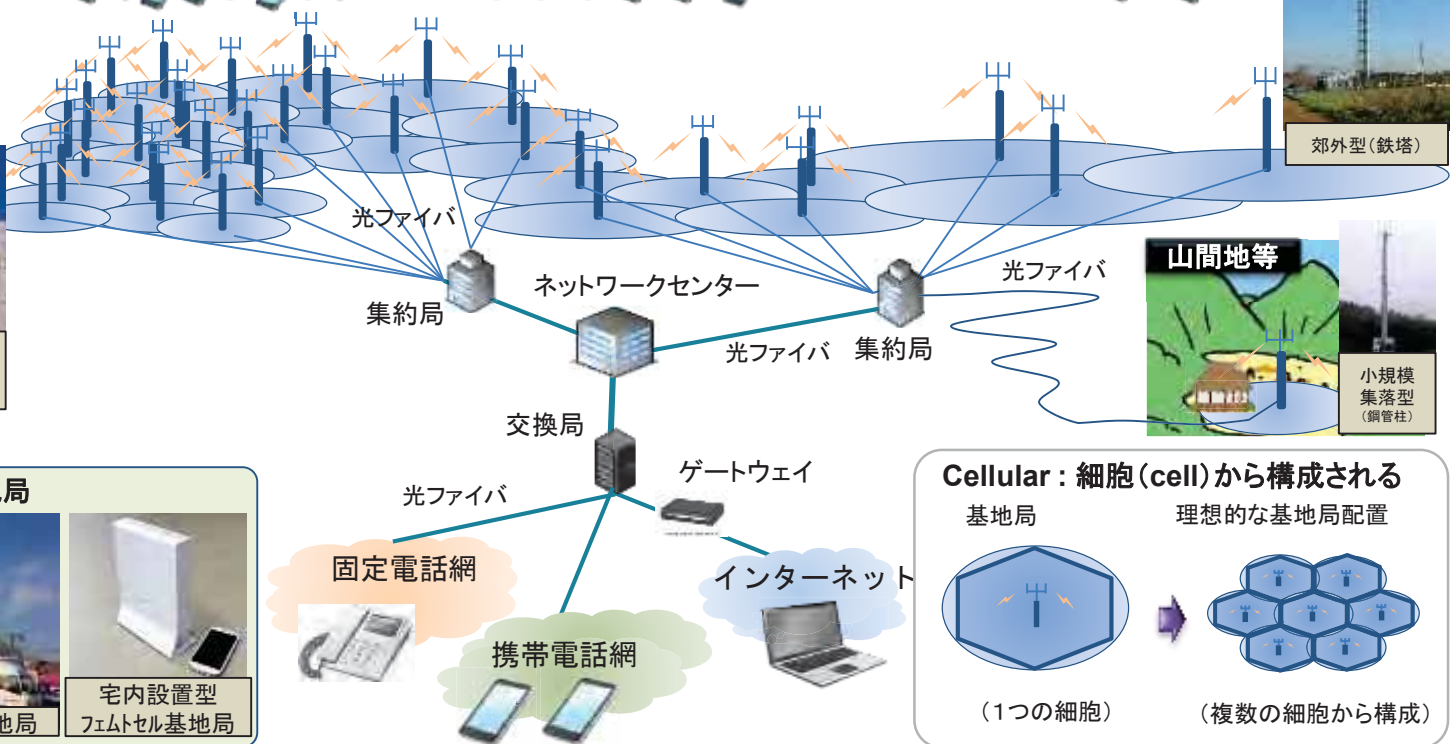 郊外型(鉄塔)
光ファイバ
集約局
ネットワークセンター
光ファイバ
集約局
光ファイバ
山間地等
小規模
集落型
(鋼管柱)
交換局
光ファイバ
ゲートウェイ
固定電話網
携帯電話網
インターネット
局
地局
宅内設置型
フェムトセル基地局
Cellular : 細胞(cell)から構成される
基地局
理想的な基地局配置
(1つの細胞)
(複数の細胞から構成)